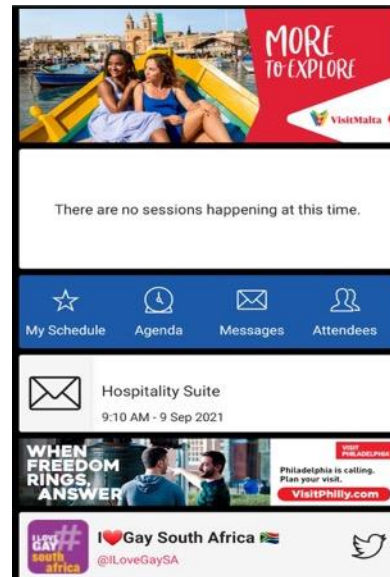 MORE
TO EXPLORE
VisitMalta
There are no sessions happening at this time.
My Schedule Agenda Messages Attendees
Hospitality Suite
9:10 AM - 9 Sep 2021
WHEN
FREEDOM
RINGS,
ANSWER
VISIT
PHILADELPHIA
Philadelphia is calling.
Plan your visit.
VisitPhilly.com
I LOVE
GAY
south
africa
#
I❤️Gay South Africa 🇿🇦
@ILoveGaySA